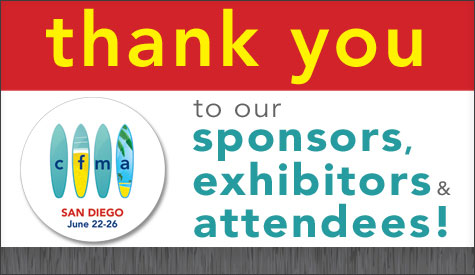 thank you
to our
sponsors,
exhibitors &
attendees!
c f m a
SAN DIEGO
June 22-26